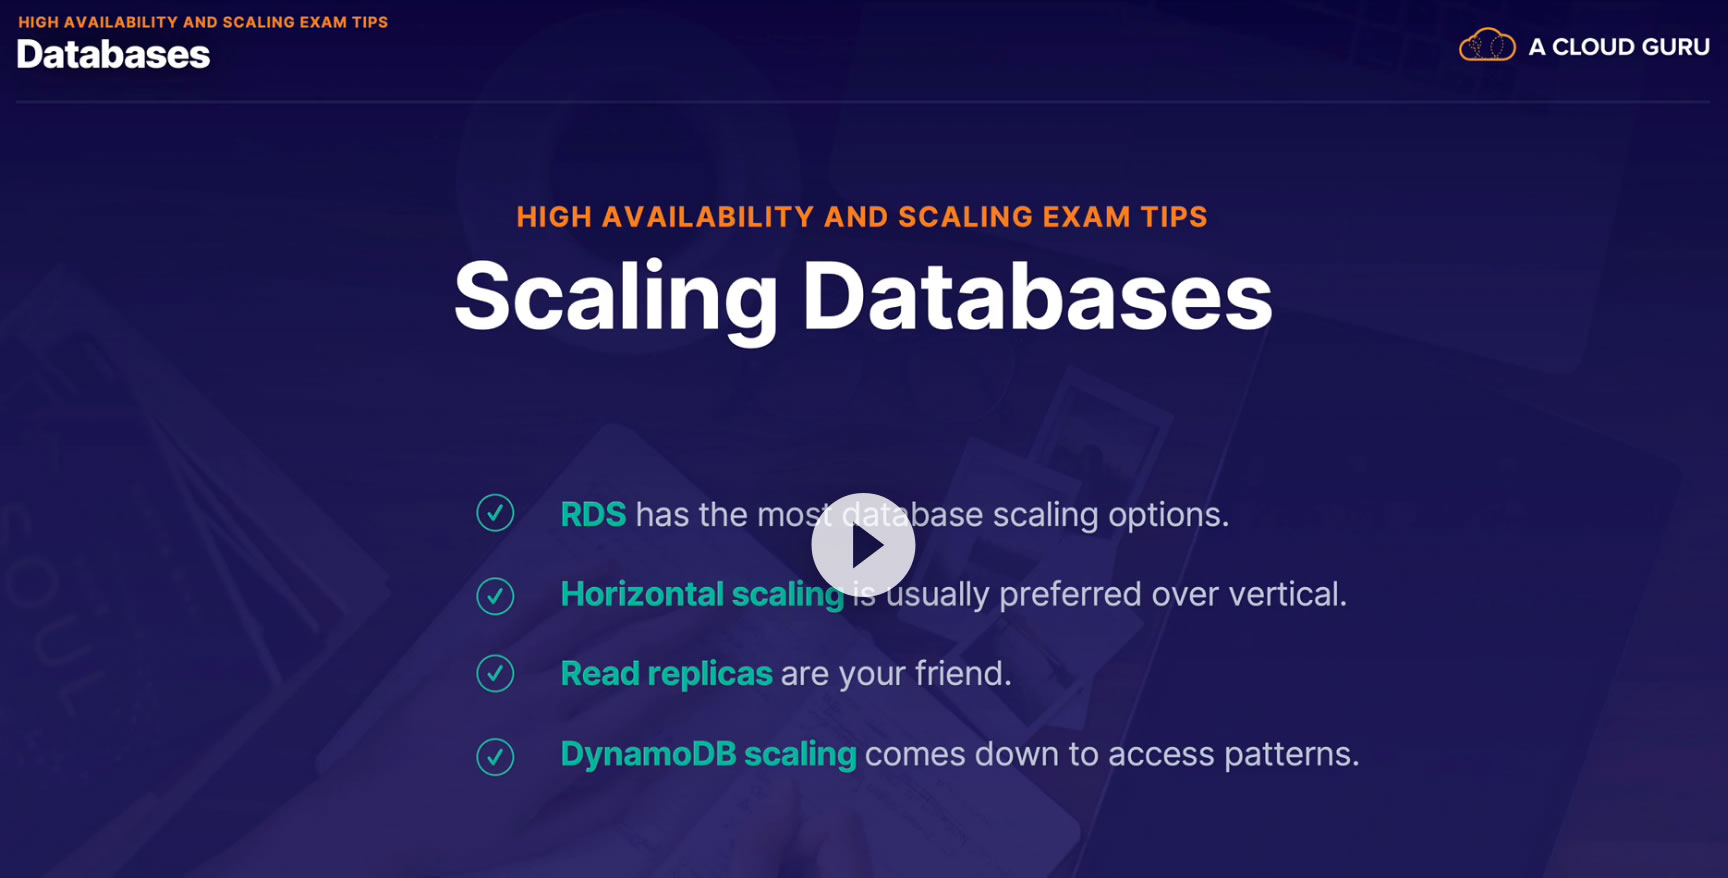 HIGH AVAILABILITY AND SCALING EXAM TIPS
Databases
A CLOUD GURU
HIGH AVAILABILITY AND SCALING EXAM TIPS
Scaling Databases
RDS has the most database scaling options.
Horizontal scaling is usually preferred over vertical.
Read replicas are your friend.
DynamoDB scaling comes down to access patterns.
SOUL